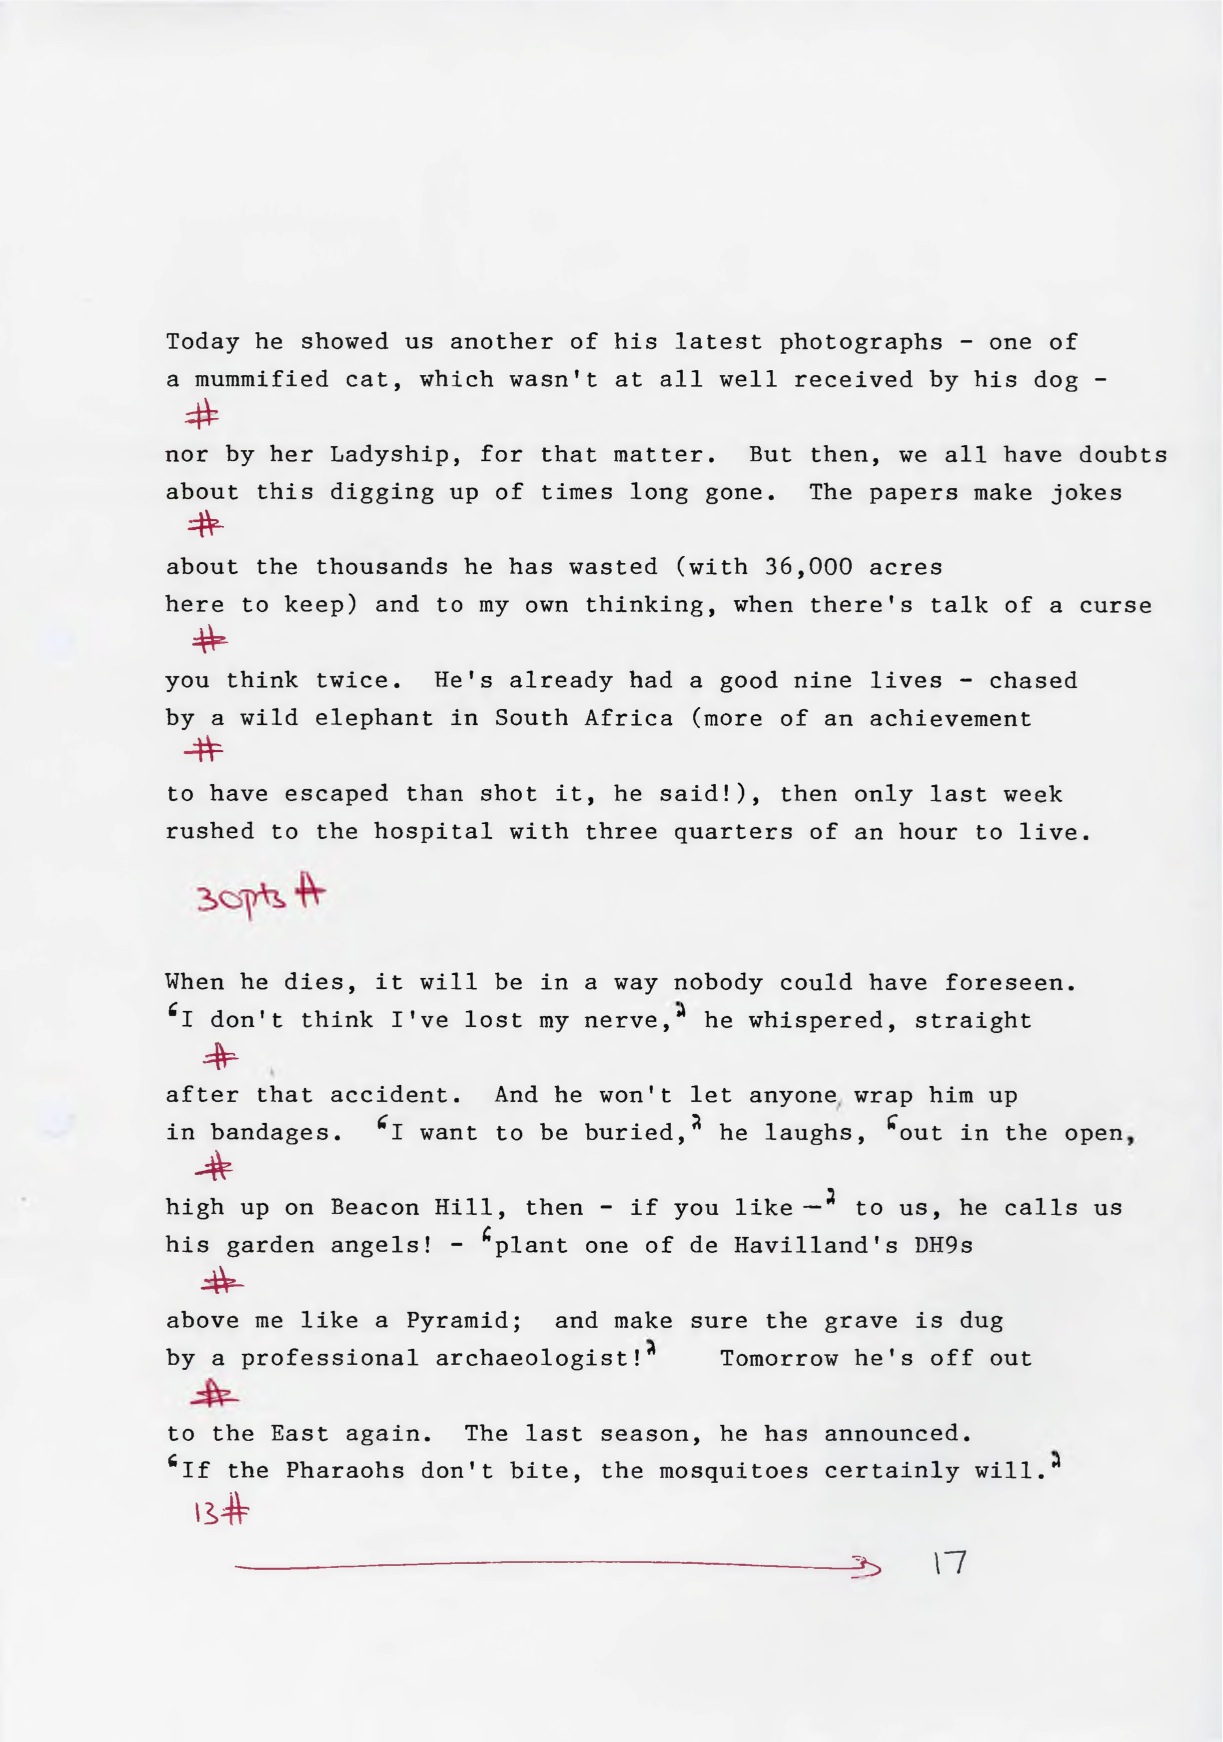 Today he showed us another of his latest photographs - one of
a mummified cat, which wasn't at all well received by his dog -
#
nor by her Ladyship, for that matter.  But then, we all have doubts
about this digging up of times long gone.  The papers make jokes
#
about the thousands he has wasted (with 36,000 acres
here to keep) and to my own thinking, when there's talk of a curse
#
you think twice.  He's already had a good nine lives - chased
by a wild elephant in South Africa (more of an achievement
#
to have escaped than shot it, he said!), then only last week
rushed to the hospital with three quarters of an hour to live.
30pts #
When he dies, it will be in a way nobody could have foreseen.
‘I don't think I've lost my nerve,’ he whispered, straight
#
after that accident.  And he won't let anyone wrap him up
in bandages.  ‘I want to be buried,’ he laughs, ‘out in the open,
#
high up on Beacon Hill, then - if you like —’ to us, he calls us
his garden angels! - ‘plant one of de Havilland's DH9s
#
above me like a Pyramid;  and make sure the grave is dug
by a professional archaeologist!’  Tomorrow he's off out
#
to the East again.  The last season, he has announced.
‘If the Pharaohs don't bite, the mosquitoes certainly will.’
13#
17